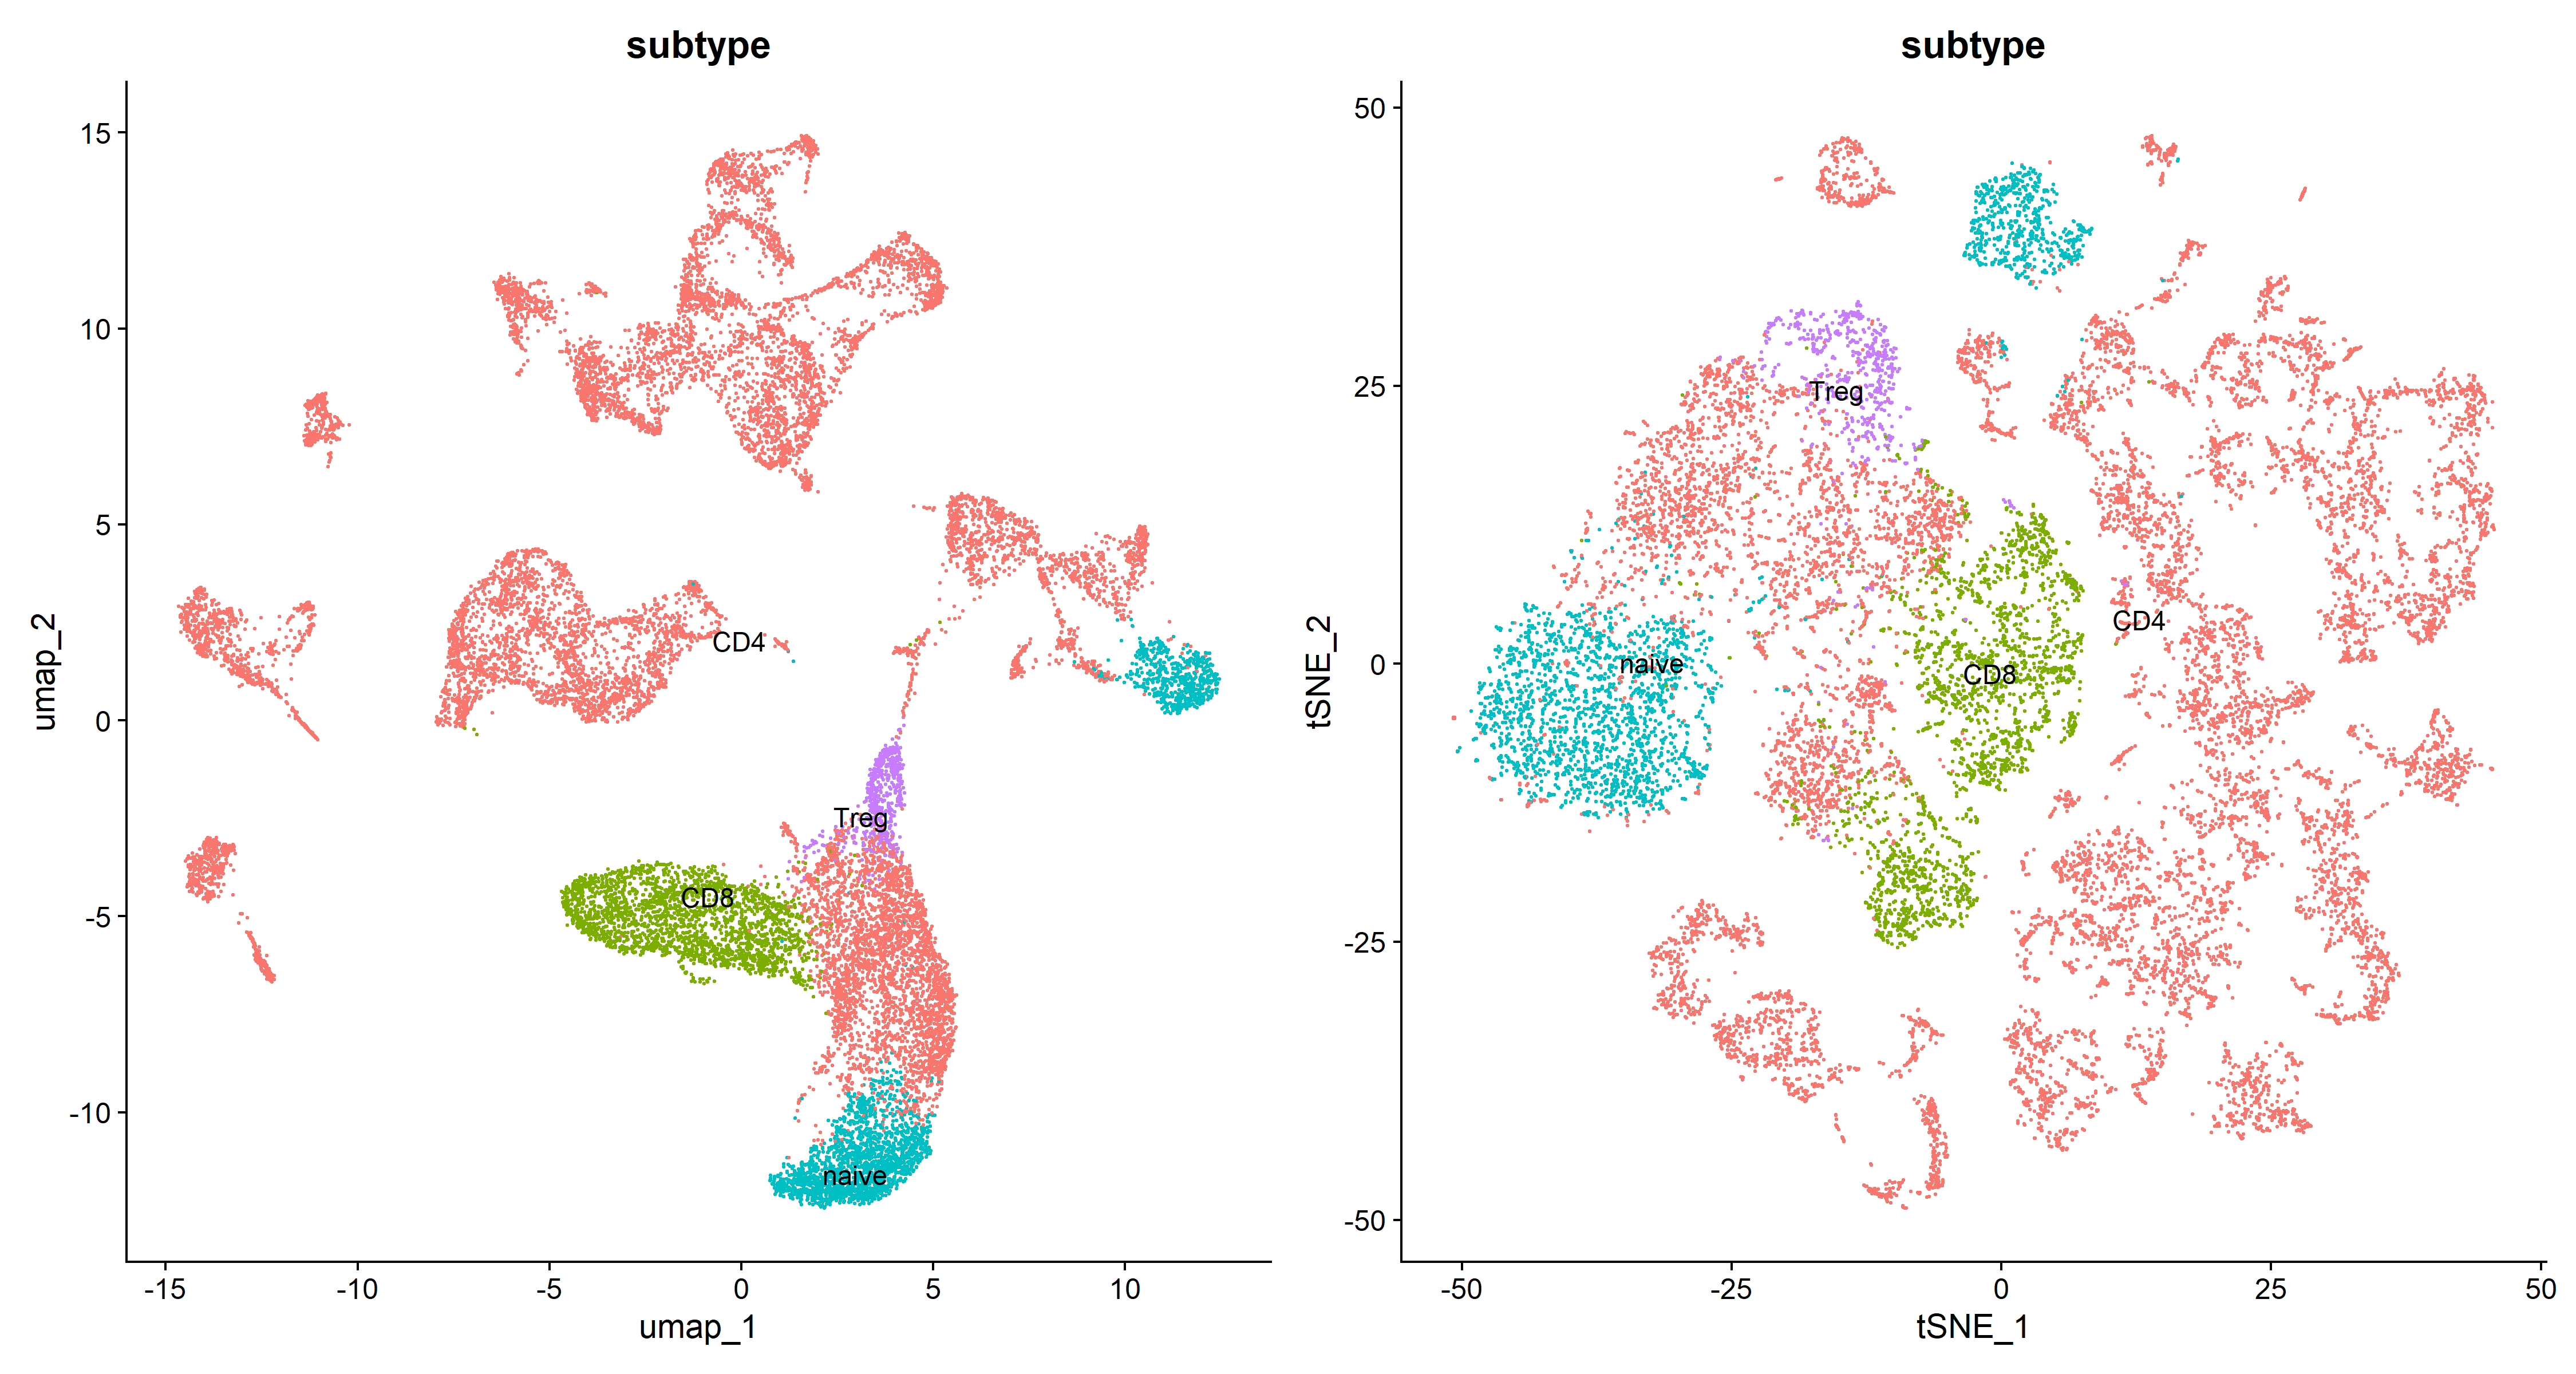 subtype
15
10
5
0
-5
-10
umap_2
CD4
Treg
CD8
naive
-15 -10 -5 0 5 10
umap_1
subtype
50
25
0
-25
-50
tSNE_2
Treg
CD4
naive
CD8
-50 -25 0 25 50
tSNE_1